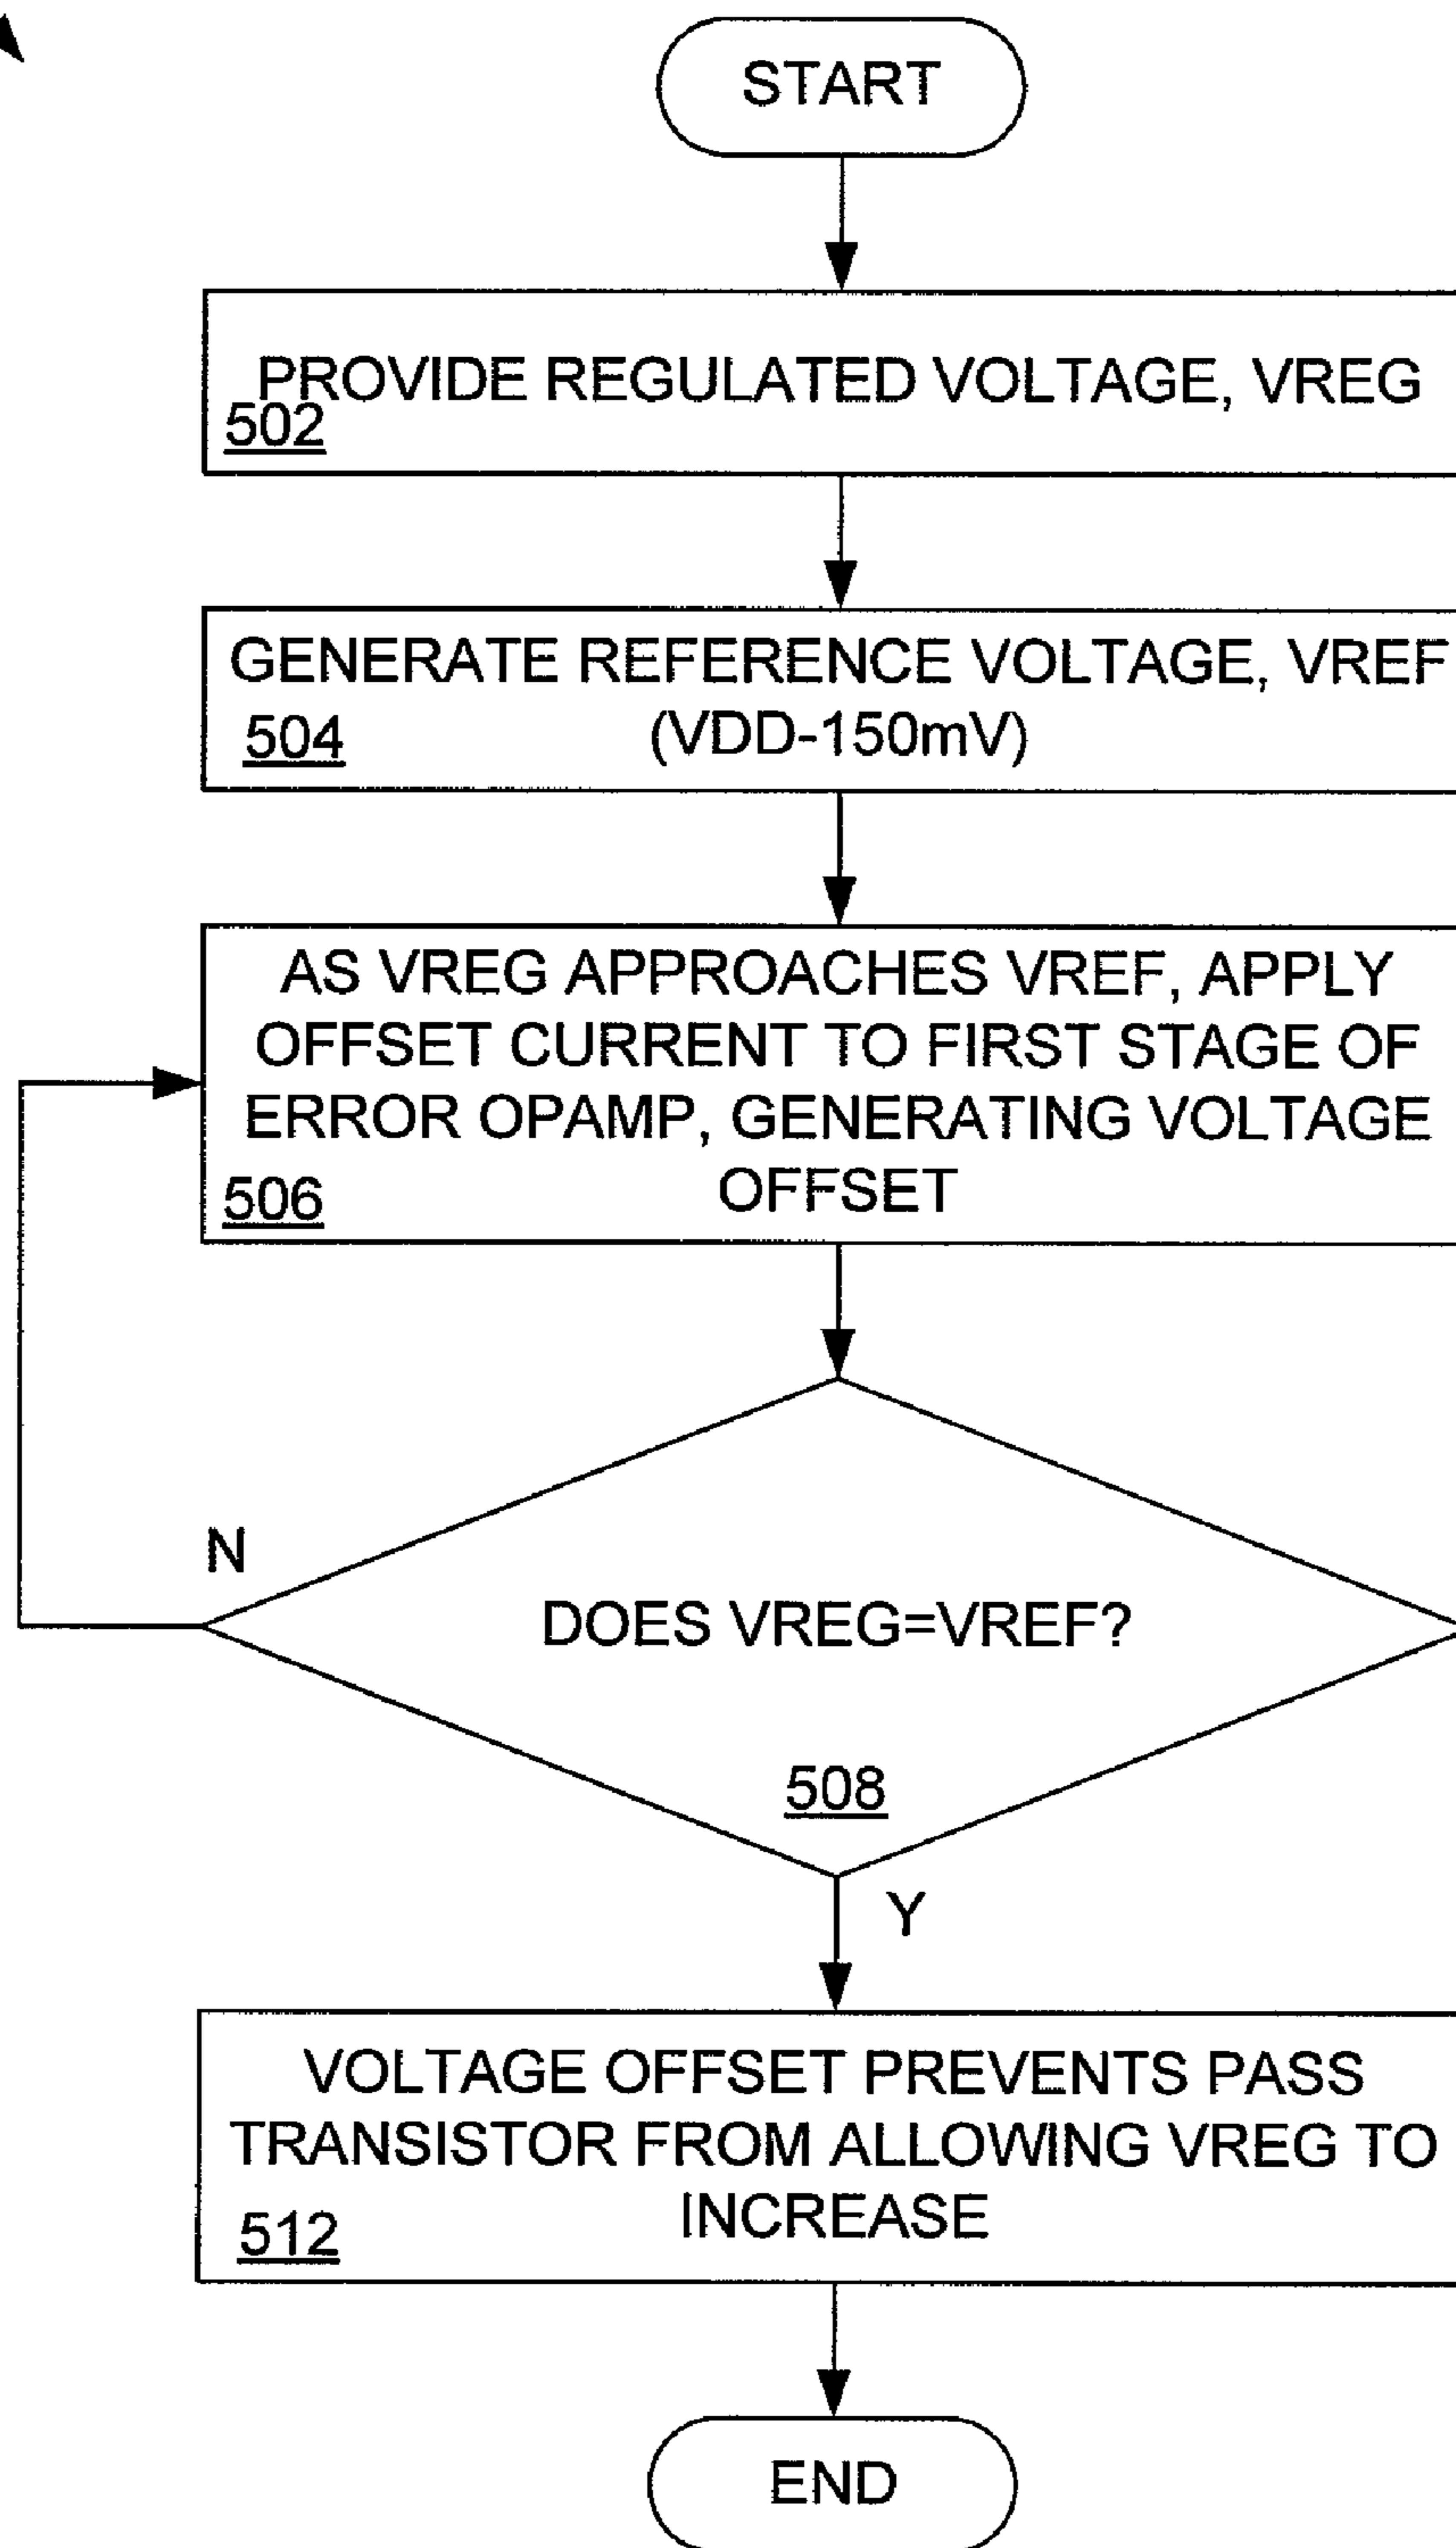 START
PROVIDE REGULATED VOLTAGE, VREG
502
GENERATE REFERENCE VOLTAGE, VREF
(VDD-150mV)
504
AS VREG APPROACHES VREF, APPLY
OFFSET CURRENT TO FIRST STAGE OF
ERROR OPAMP, GENERATING VOLTAGE
OFFSET
506
N
DOES VREG=VREF?
508
Y
VOLTAGE OFFSET PREVENTS PASS
TRANSISTOR FROM ALLOWING VREG TO
INCREASE
512
END